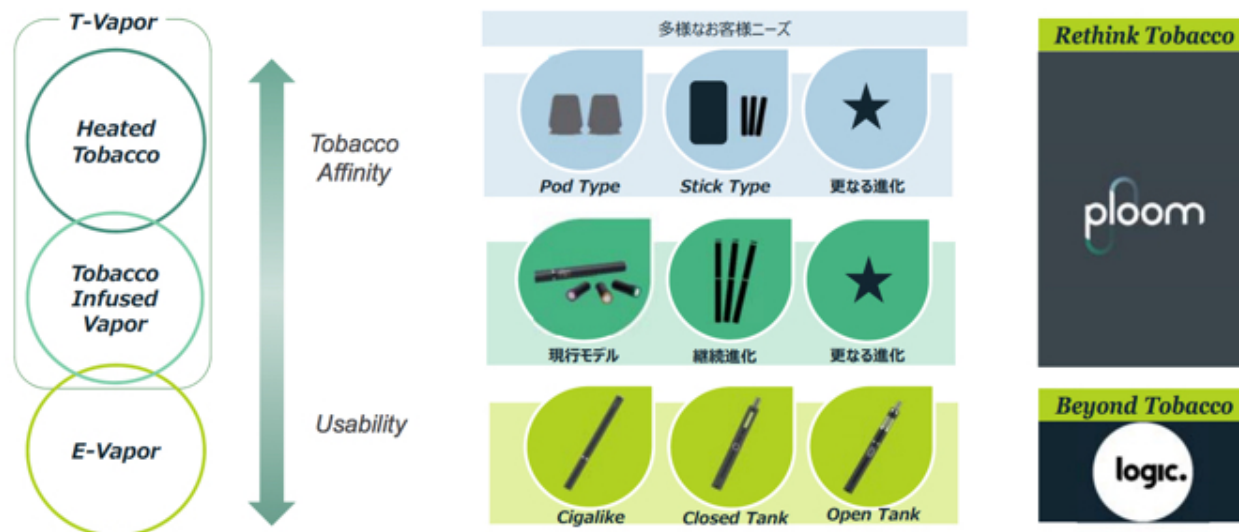 T-Vapor
Heated
Tobacco
Tobacco
Infused
Vapor
E-Vapor
Tobacco
Affinity
Usability
多様なお客様ニーズ
Pod Type
Stick Type
更なる進化
現行モデル
継続進化
更なる進化
Cigalike
Closed Tank
Open Tank
Rethink Tobacco
ploom
Beyond Tobacco
logic.